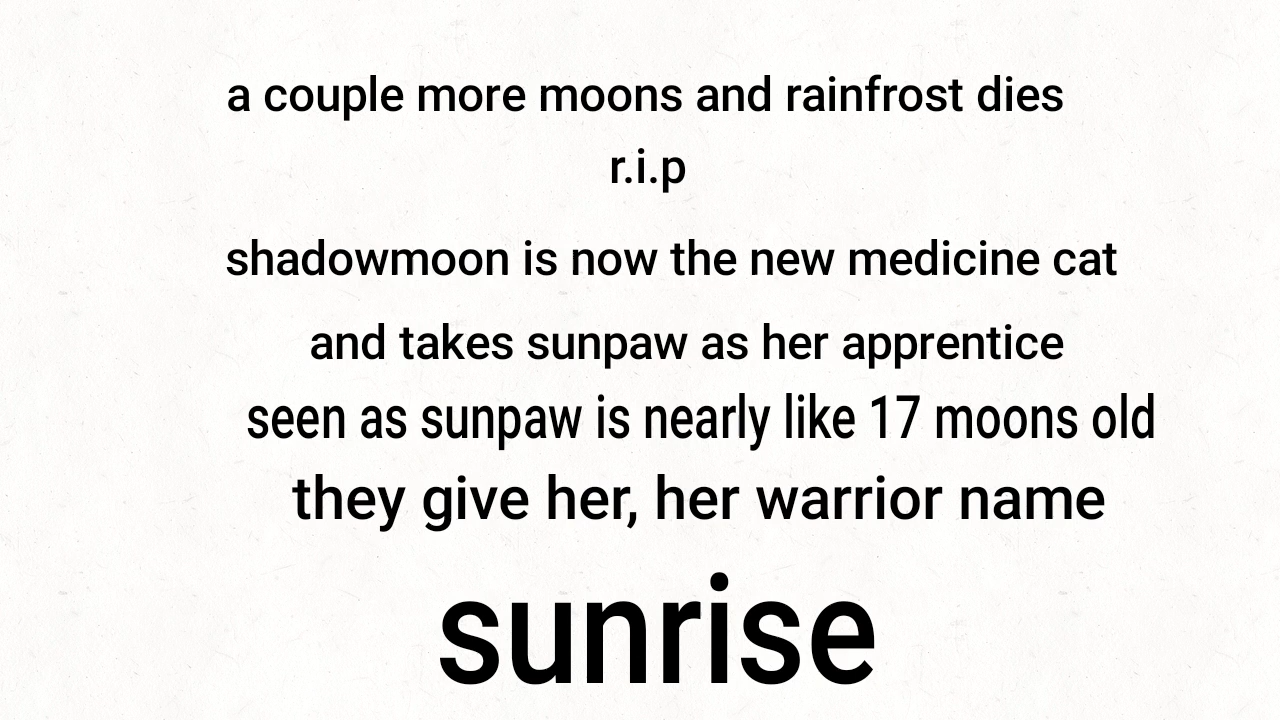 a couple more moons and rainfrost dies
r.i.p
shadowmoon is now the new medicine cat
and takes sunpaw as her apprentice
seen as sunpaw is nearly like 17 moons old
they give her, her warrior name
sunrise